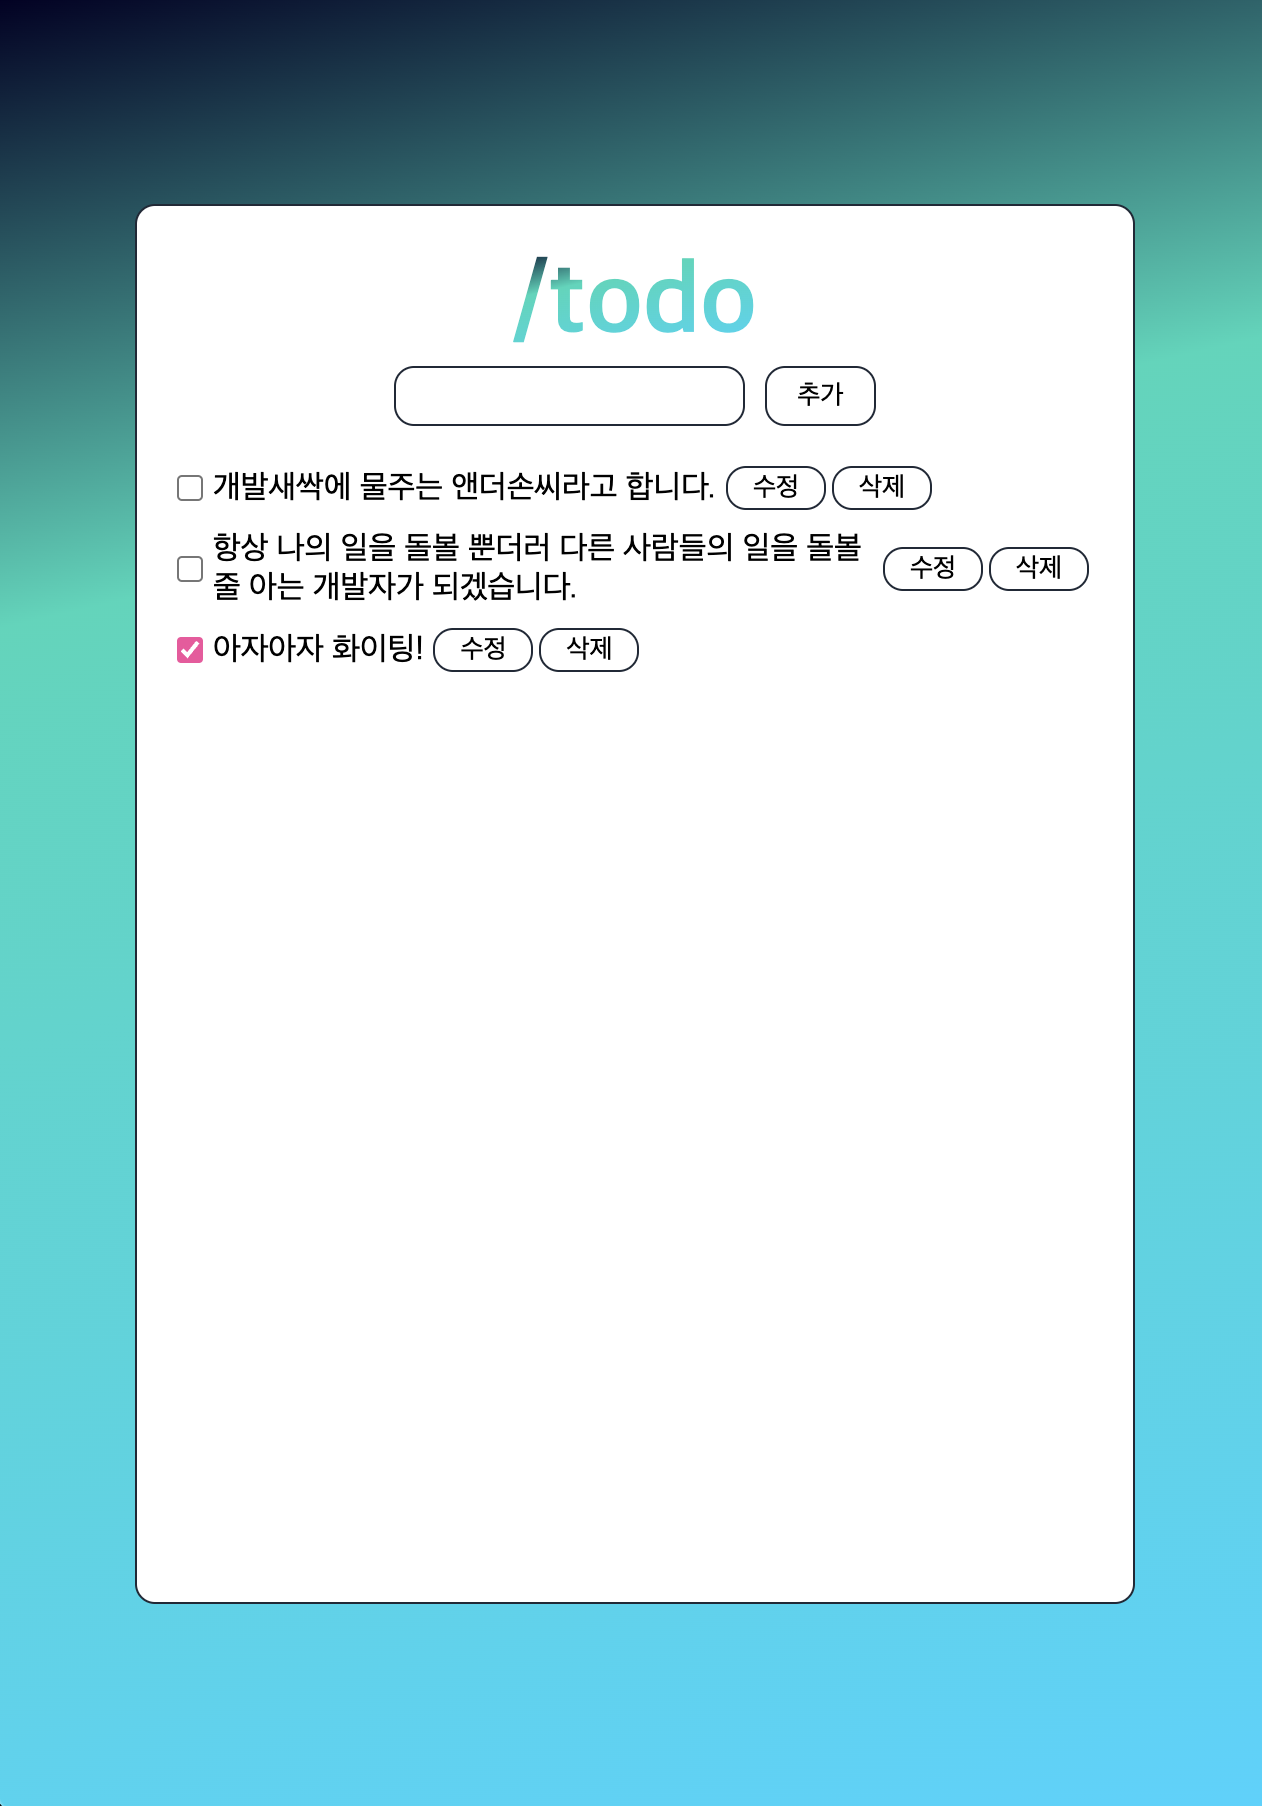 /todo
추가
개발새싹에 물주는 앤더손씨라고 합니다. 수정 삭제
항상 나의 일을 돌볼 뿐더러 다른 사람들의 일을 돌볼
줄 아는 개발자가 되겠습니다. 수정 삭제
아자아자 화이팅! 수정 삭제